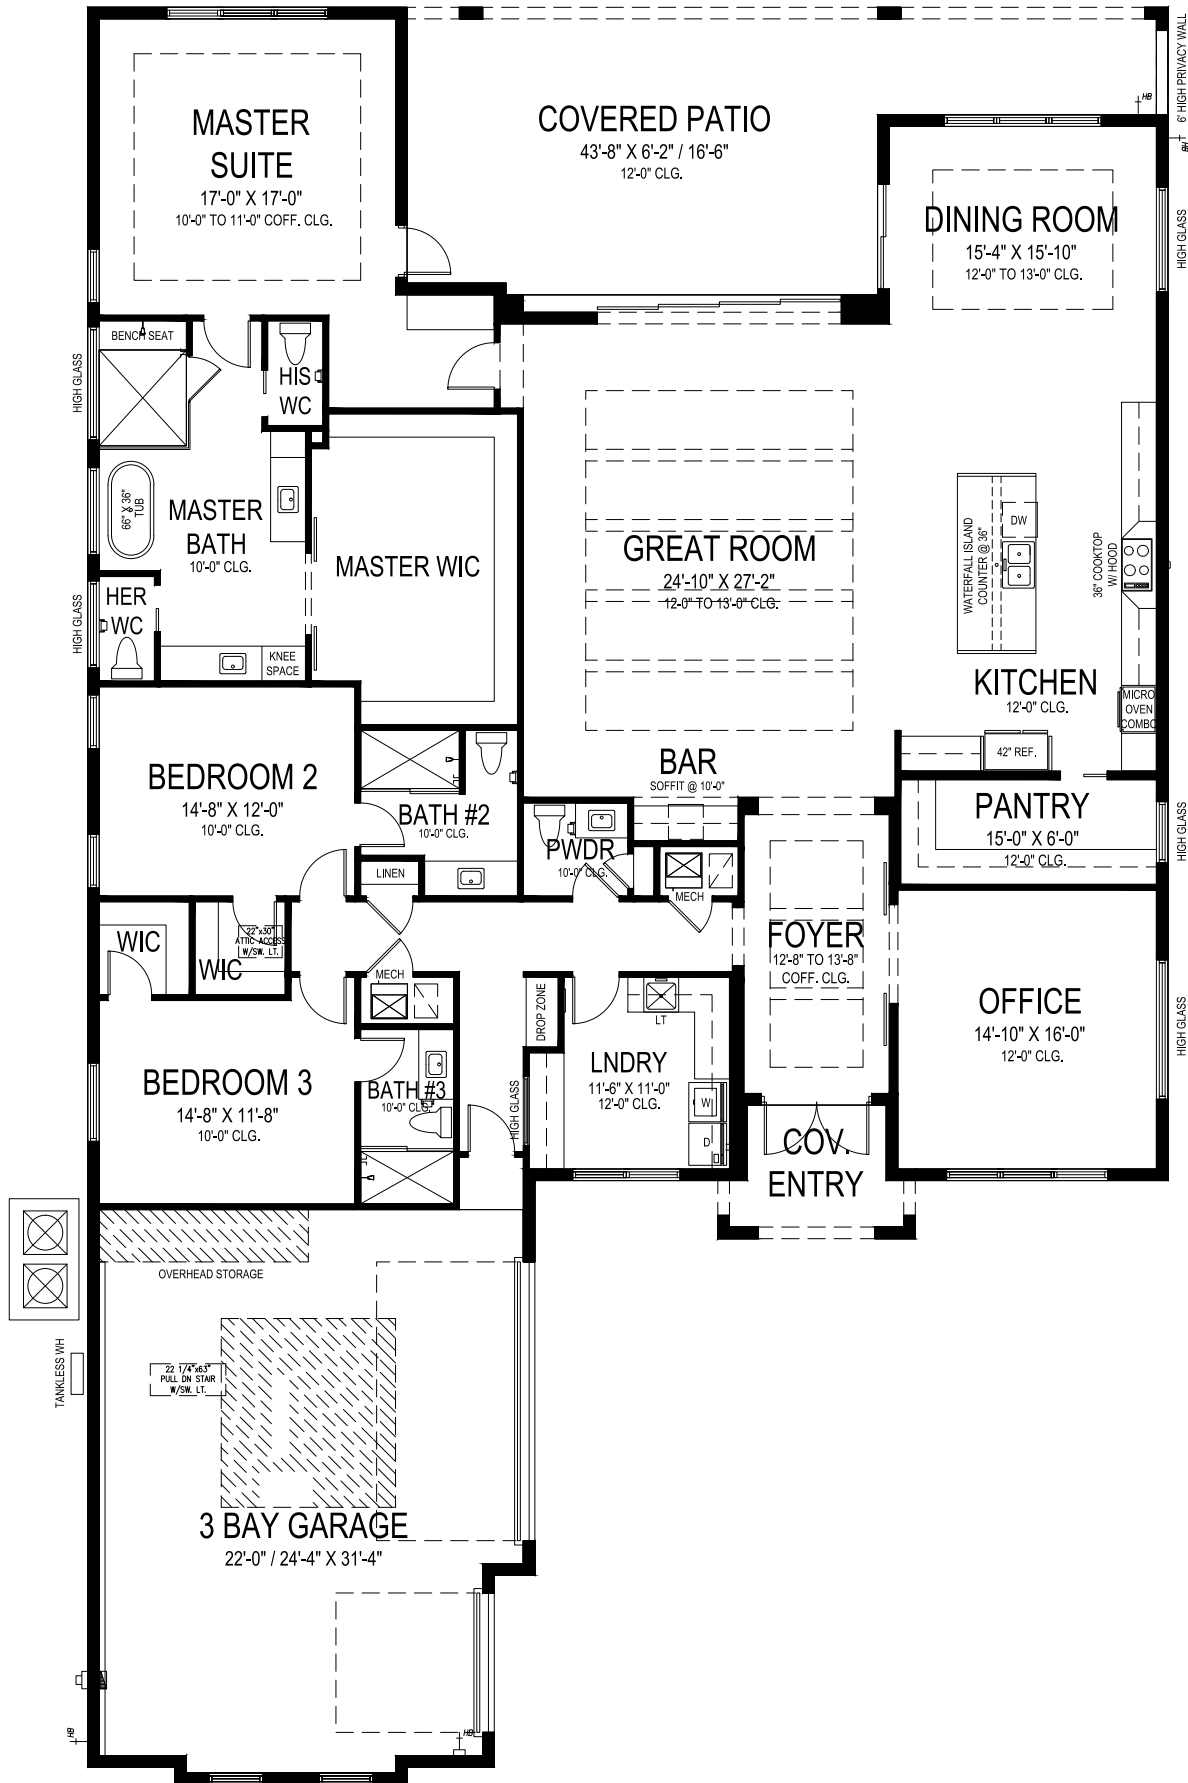 MASTER
SUITE
17'-0" X 17'-0"
10'-0" TO 11'-0" COFF. CLG.
COVERED PATIO
43'-8" X 6'-2" / 16'-6"
12'-0" CLG.
6' HIGH PRIVACY WALL
HB
HB
DINING ROOM
15'-4" X 15'-10"
12'-0" TO 13'-0" CLG.
HIGH GLASS
BENCH SEAT
HIGH GLASS
HIS
WC
66" X 36"
TUB
MASTER
BATH
10'-0" CLG.
MASTER WIC
GREAT ROOM
24'-10" X 27'-2"
12-0" TO 13'-0" CLG.
WATERFALL ISLAND
COUNTER @ 36"
DW
36" COOKTOP
W/ HOOD
HIGH GLASS
HER
WC
KNEE
SPACE
KITCHEN
12'-0" CLG.
MICRO
OVEN
COMBO
42" REF.
BEDROOM 2
14'-8" X 12'-0"
10'-0" CLG.
BATH #2
10'-0" CLG.
BAR
SOFFIT @ 10'-0"
PWDR
10'-0" CLG.
PANTRY
15'-0" X 6'-0"
12'-0" CLG.
HIGH GLASS
LINEN
MECH
WIC
WIC
22"x30"
ATTIC ACCESS
W/SW. LT.
FOYER
12'-8" TO 13'-8"
COFF. CLG.
MECH
DROP ZONE
LT
OFFICE
14'-10" X 16'-0"
12'-0" CLG.
HIGH GLASS
BEDROOM 3
14'-8" X 11'-8"
10'-0" CLG.
BATH #3
10'-0" CLG.
HIGH GLASS
LNDRY
11'-6" X 11'-0"
12'-0" CLG.
W
D
COV.
ENTRY
OVERHEAD STORAGE
TANKLESS WH
22 1/4"x63"
PULL DN STAIR
W/SW. LT.
3 BAY GARAGE
22'-0" / 24'-4" X 31'-4"
HB
HB